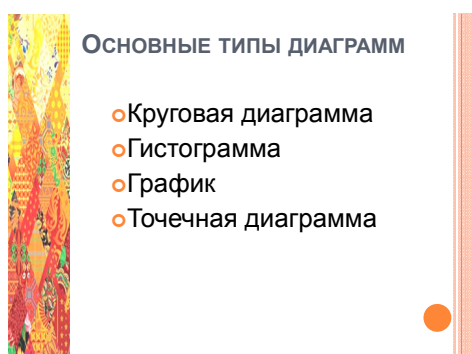 Основные типы диаграмм
Круговая диаграмма
Гистограмма
График
Точечная диаграмма